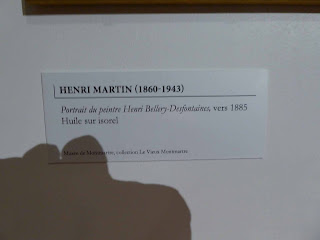 HENRI MARTIN (1860-1943)
Portrait du peintre Henri Bellery-Desfontaines, vers 1885
Huile sur isorel
Musée de Montmartre, collection Le Vieux Montmartre